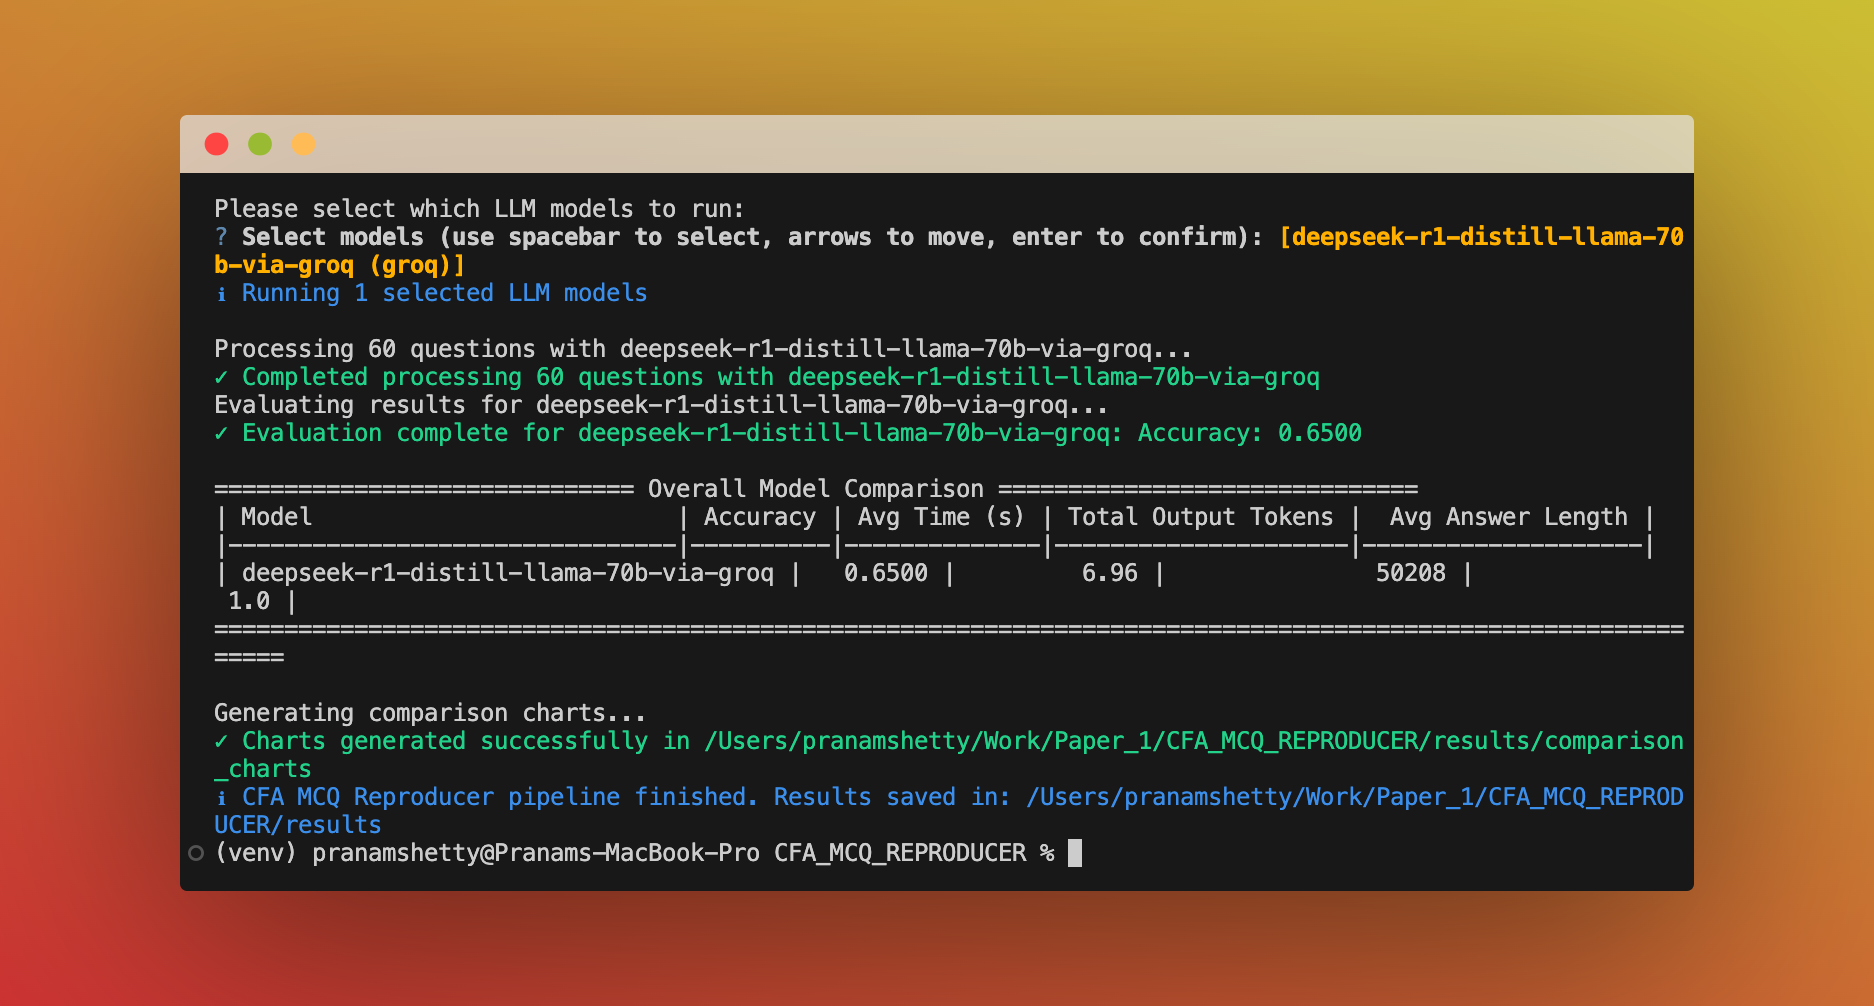 Please select which LLM models to run:
? Select models (use spacebar to select, arrows to move, enter to confirm): [deepseek-r1-distill-llama-70
b-via-groq (groq)]
ℹ Running 1 selected LLM models
Processing 60 questions with deepseek-r1-distill-llama-70b-via-groq...
✓ Completed processing 60 questions with deepseek-r1-distill-llama-70b-via-groq
Evaluating results for deepseek-r1-distill-llama-70b-via-groq...
✓ Evaluation complete for deepseek-r1-distill-llama-70b-via-groq: Accuracy: 0.6500
============================== Overall Model Comparison ==============================
| Model                          | Accuracy | Avg Time (s) | Total Output Tokens |  Avg Answer Length |
|--------------------------------|----------|--------------|---------------------|--------------------|
| deepseek-r1-distill-llama-70b-via-groq |   0.6500 |         6.96 |               50208 |
 1.0 |
=========================================================================================================
=====
Generating comparison charts...
✓ Charts generated successfully in /Users/pranamshetty/Work/Paper_1/CFA_MCQ_REPRODUCER/results/comparison
_charts
ℹ CFA MCQ Reproducer pipeline finished. Results saved in: /Users/pranamshetty/Work/Paper_1/CFA_MCQ_REPROD
UCER/results
(venv) pranamshetty@Pranams-MacBook-Pro CFA_MCQ_REPRODUCER %